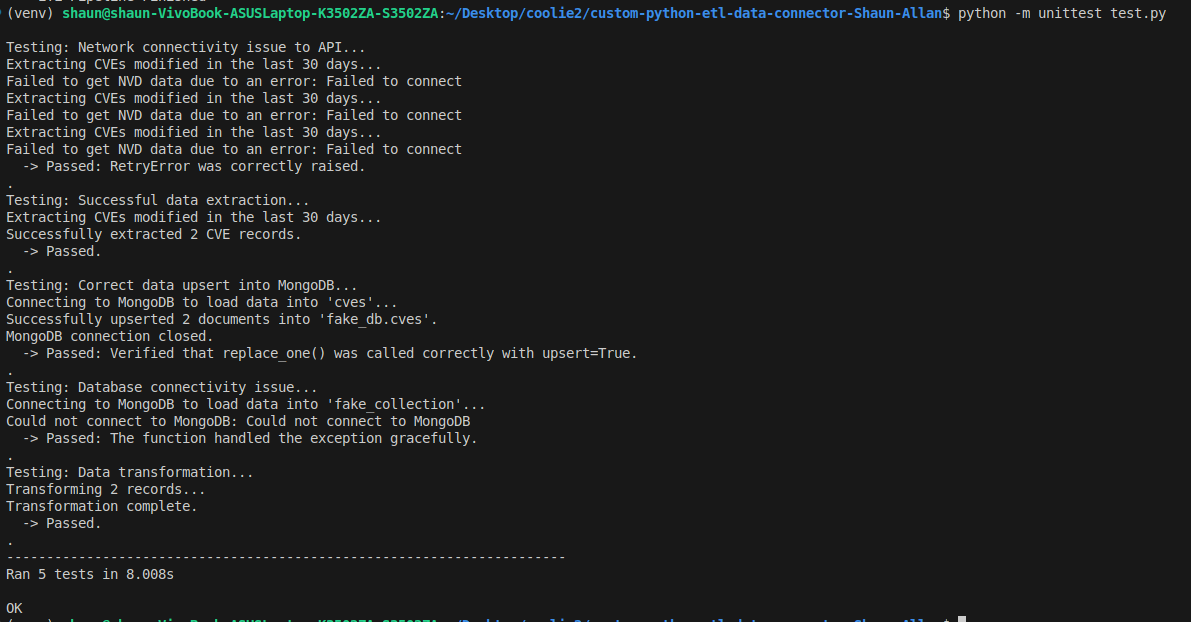 (venv) shaun@shaun-VivoBook-ASUSLaptop-K3502ZA-S3502ZA:~/Desktop/coolie2/custom-python-etl-data-connector-Shaun-Allan$ python -m unittest test.py
Testing: Network connectivity issue to API...
Extracting CVEs modified in the last 30 days...
Failed to get NVD data due to an error: Failed to connect
Extracting CVEs modified in the last 30 days...
Failed to get NVD data due to an error: Failed to connect
Extracting CVEs modified in the last 30 days...
Failed to get NVD data due to an error: Failed to connect
  -> Passed: RetryError was correctly raised.
.
Testing: Successful data extraction...
Extracting CVEs modified in the last 30 days...
Successfully extracted 2 CVE records.
  -> Passed.
.
Testing: Correct data upsert into MongoDB...
Connecting to MongoDB to load data into 'cves'...
Successfully upserted 2 documents into 'fake_db.cves'.
MongoDB connection closed.
  -> Passed: Verified that replace_one() was called correctly with upsert=True.
.
Testing: Database connectivity issue...
Connecting to MongoDB to load data into 'fake_collection'...
Could not connect to MongoDB: Could not connect to MongoDB
  -> Passed: The function handled the exception gracefully.
.
Testing: Data transformation...
Transforming 2 records...
Transformation complete.
  -> Passed.
.
----------------------------------------------------------------------
Ran 5 tests in 8.008s
OK